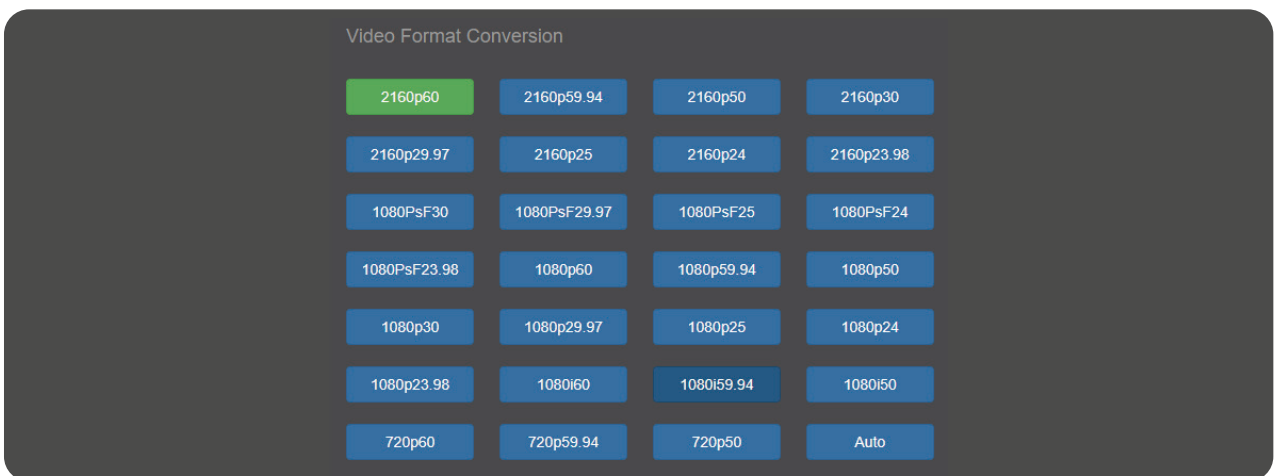 Video Format Conversion
2160p60 2160p59.94 2160p50 2160p30
2160p29.97 2160p25 2160p24 2160p23.98
1080PsF30 1080PsF29.97 1080PsF25 1080PsF24
1080PsF23.98 1080p60 1080p59.94 1080p50
1080p30 1080p29.97 1080p25 1080p24
1080p23.98 1080i60 1080i59.94 1080i50
720p60 720p59.94 720p50 Auto